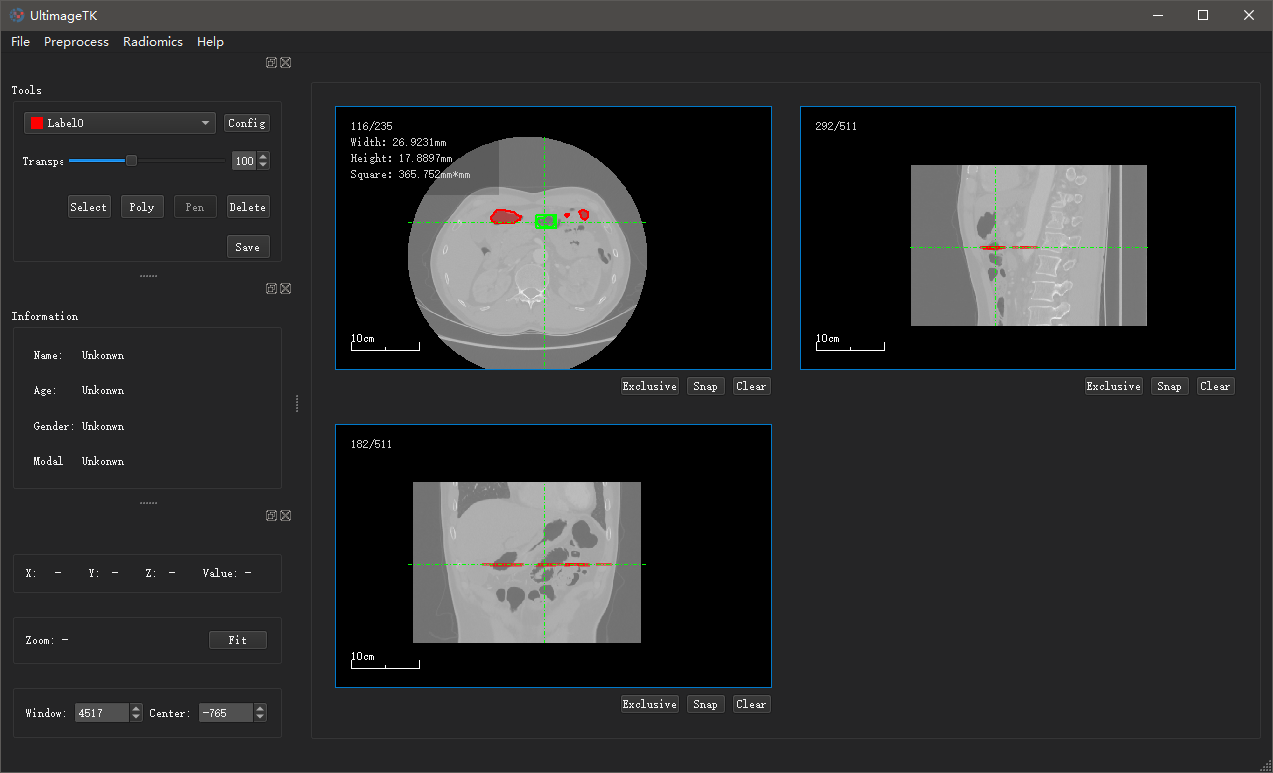 UltimageTK
File Preprocess Radiomics Help
Tools
Label0 Config
Transpe 100
Select Poly Pen Delete
Save
Information
Name: Unkonwn
Age: Unkonwn
Gender: Unkonwn
Modal Unkonwn
X: - Y: - Z: - Value: -
Zoom: - Fit
Window: 4517 Center: -765
116/235
Width: 26.9231mm
Height: 17.8897mm
Square: 365.752mm*mm
10cm
Exclusive Snap Clear
292/511
10cm
Exclusive Snap Clear
182/511
10cm
Exclusive Snap Clear